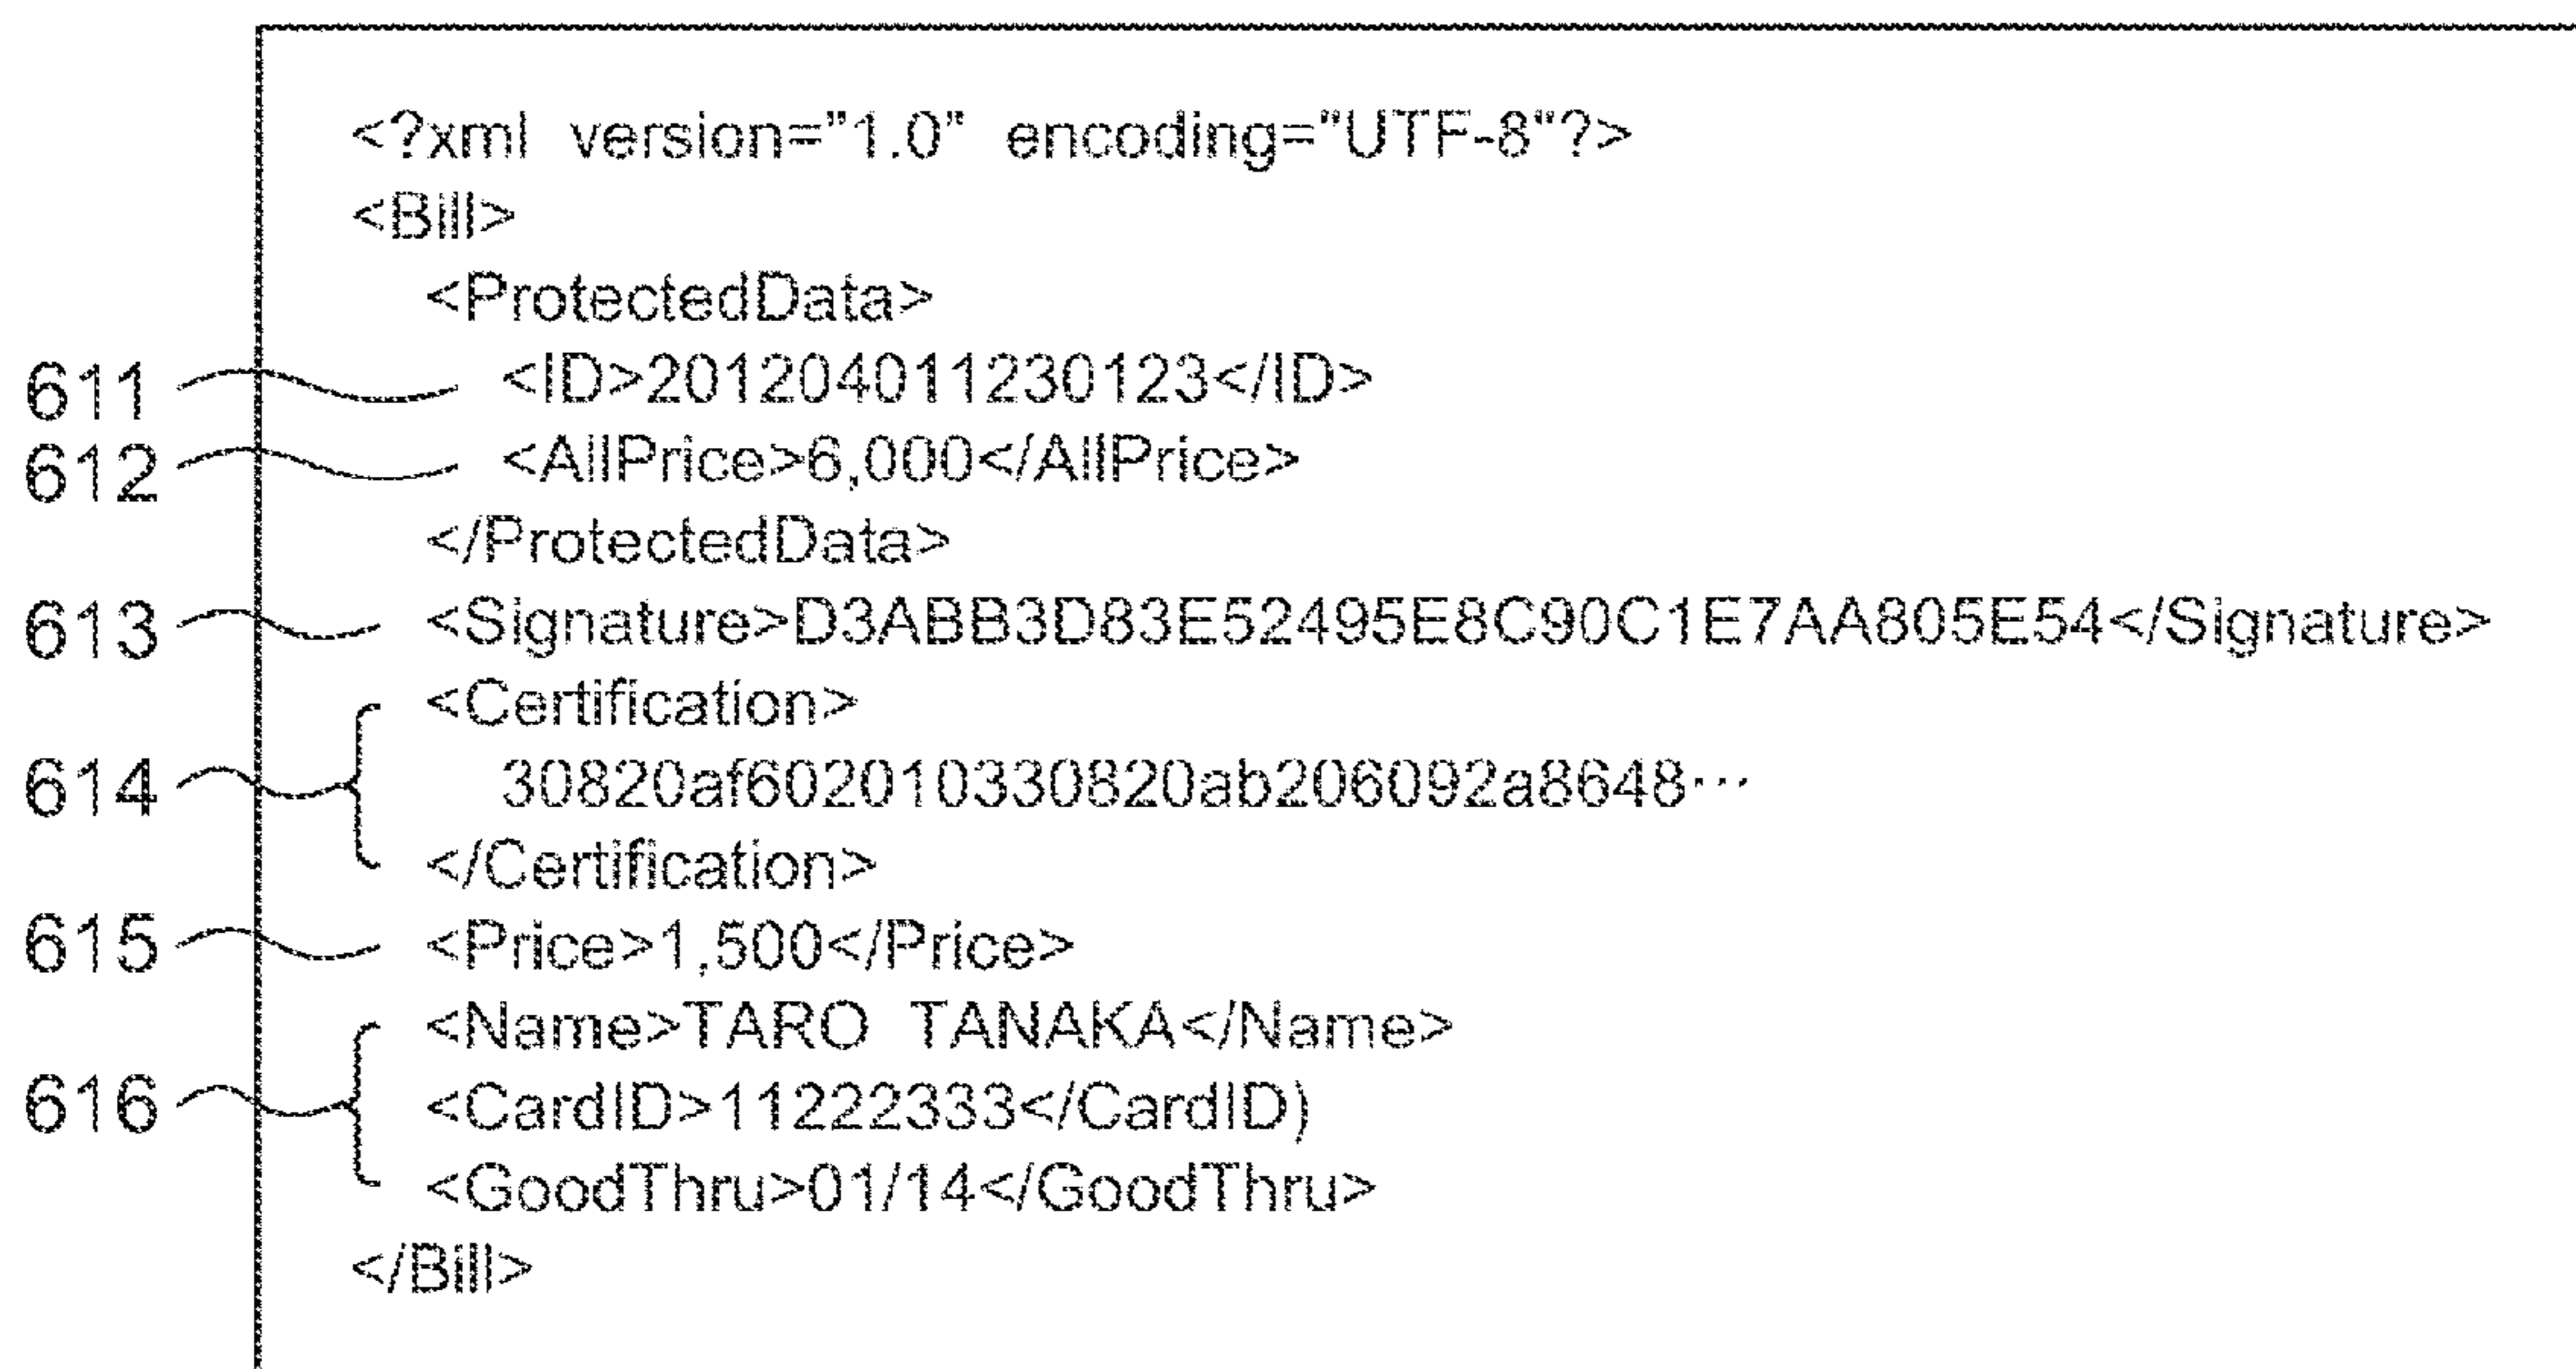 <?xml version="1.0" encoding="UTF-8"?>
<Bill>
<ProtectedData>
611 <ID>201204011230123</ID>
612 <AllPrice>6,000</AllPrice>
</ProtectedData>
613 <Signature>D3ABB3D83E52495E8C90C1E7AA805E54</Signature>
<Certification>
614 30820af602010330820ab206092a8648···
</Certification>
615 <Price>1,500</Price>
<Name>TARO TANAKA</Name>
616 <CardID>11222333</CardID)
<GoodThru>01/14</GoodThru>
</Bill>